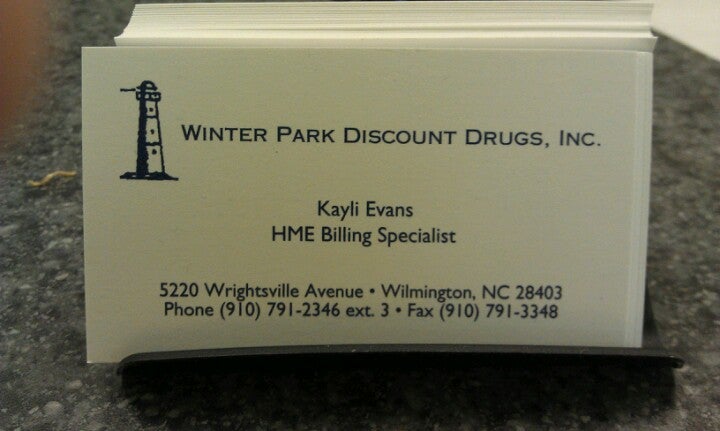 WINTER PARK DISCOUNT DRUGS, INC.
Kayli Evans
HME Billing Specialist
5220 Wrightsville Avenue • Wilmington, NC 28403
Phone (910) 791-2346 ext. 3 • Fax (910) 791-3348